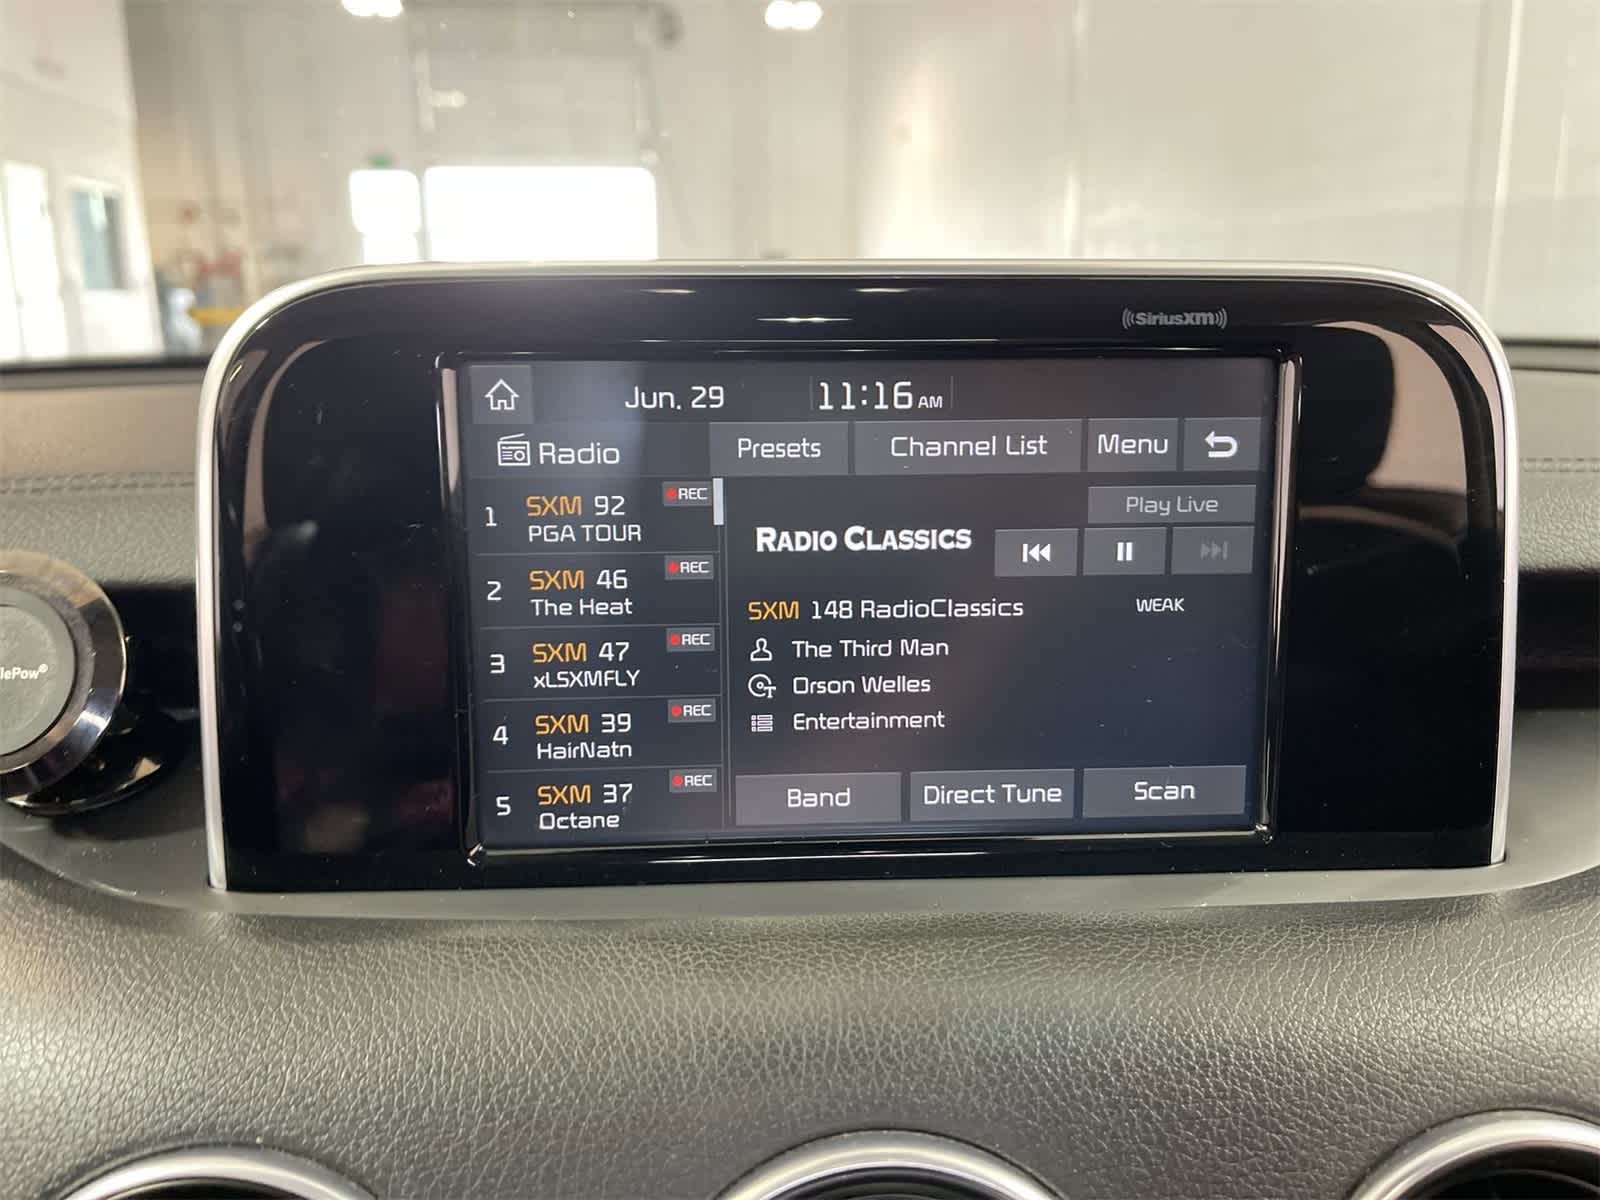 ((SiriusXM))
Jun. 29 11:16 AM
Radio Presets Channel List Menu
1 SXM 92 REC
PGA TOUR
2 SXM 46 REC
The Heat
3 SXM 47 REC
xLSXMFLY
4 SXM 39 REC
HairNatn
5 SXM 37 REC
Octane
Play Live
RADIO CLASSICS
SXM 148 RadioClassics WEAK
The Third Man
Orson Welles
Entertainment
Band Direct Tune Scan
lePow®